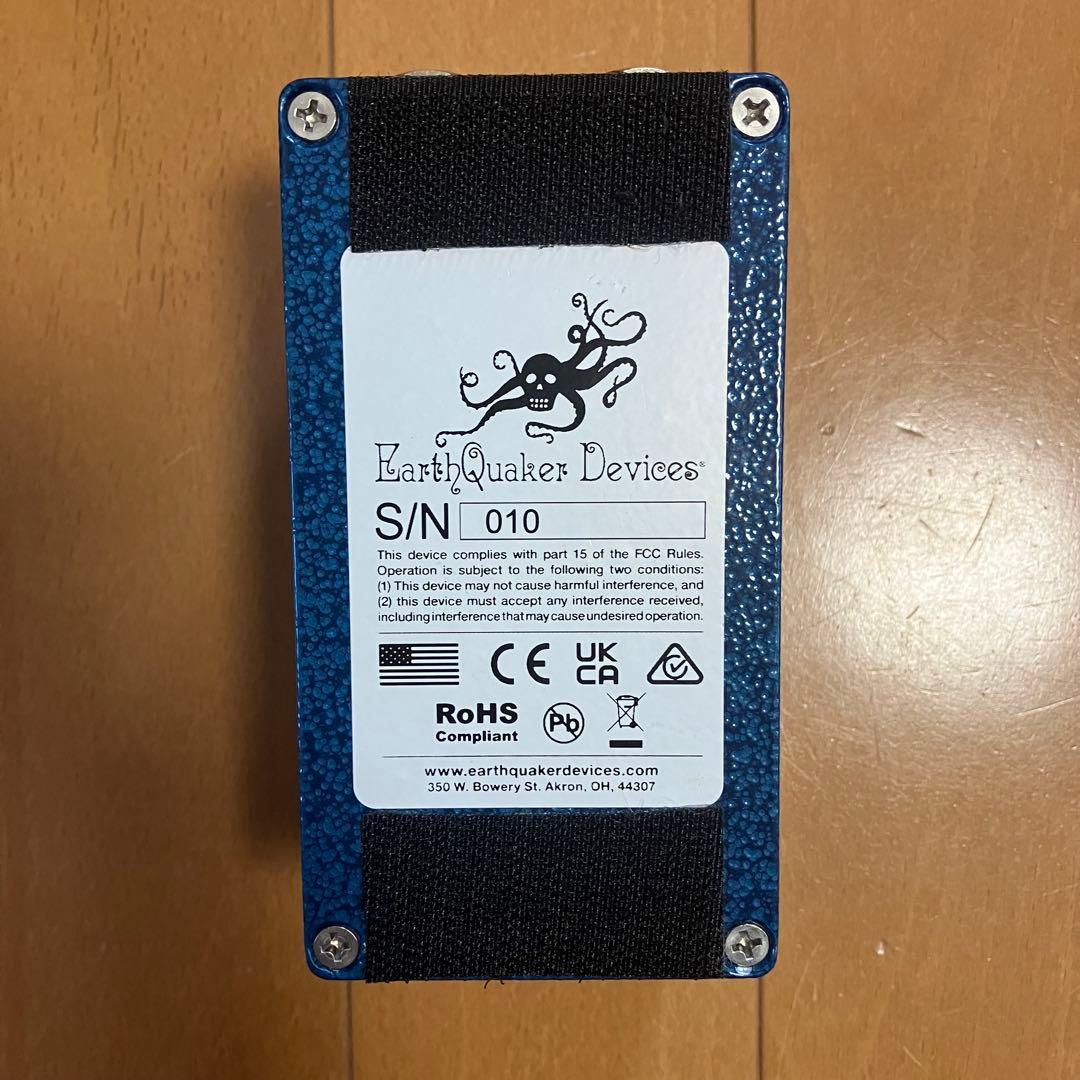 EarthQuaker Devices®
S/N 010
This device complies with part 15 of the FCC Rules.
Operation is subject to the following two conditions:
(1) This device may not cause harmful interference, and
(2) this device must accept any interference received,
including interference that may cause undesired operation.
CE UK
CA
RoHS
Compliant
Pb
www.earthquakerdevices.com
350 W. Bowery St. Akron, OH, 44307